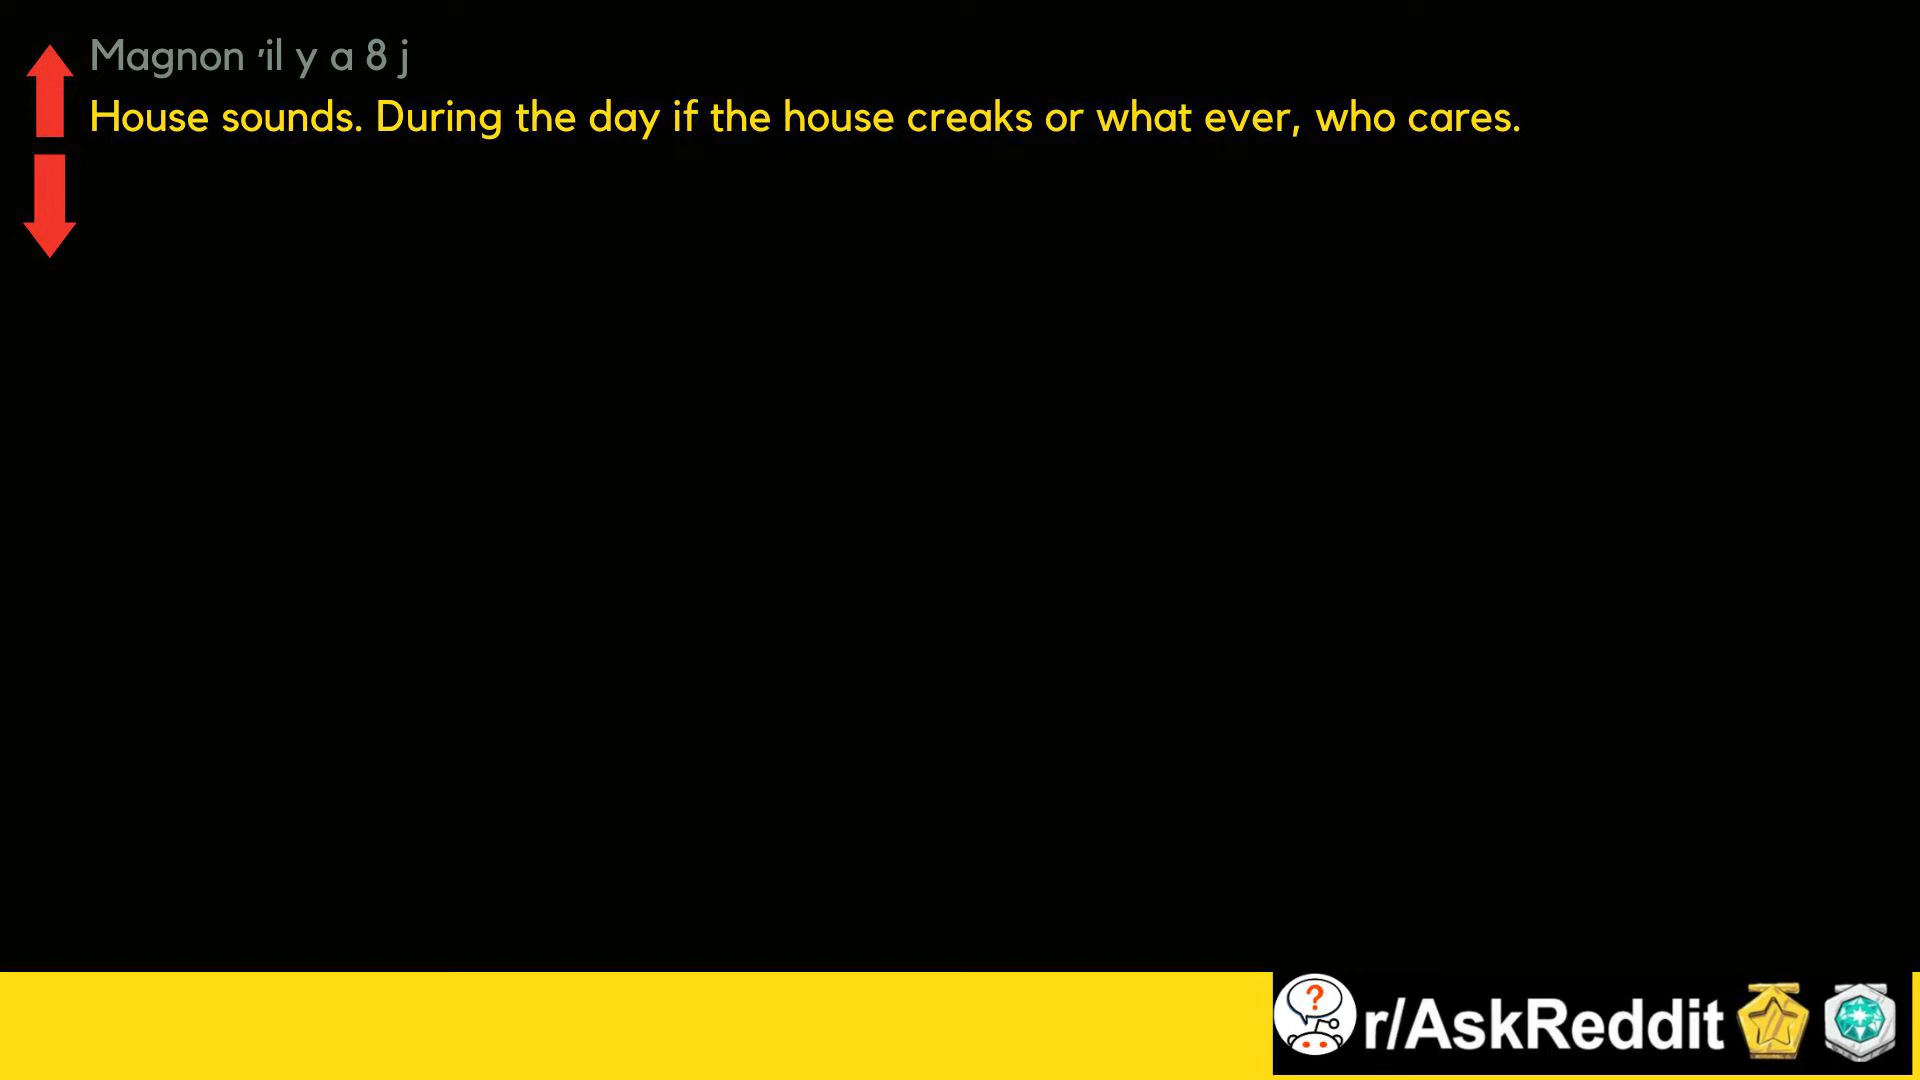 Magnon 'il y a 8 j
House sounds. During the day if the house creaks or what ever, who cares.
?
r/AskReddit